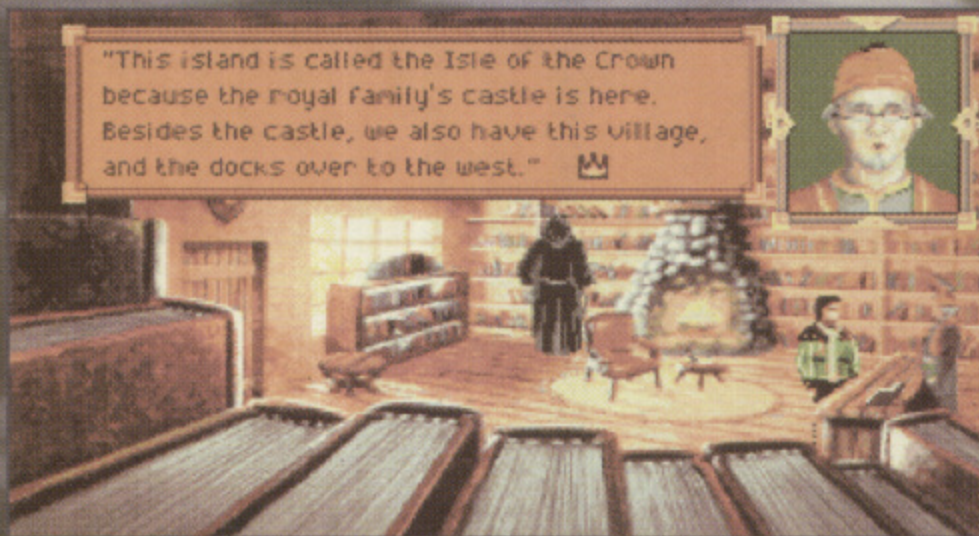 "This island is called the Isle of the Crown
because the royal family's castle is here.
Besides the castle, we also have this village,
and the docks over to the west."